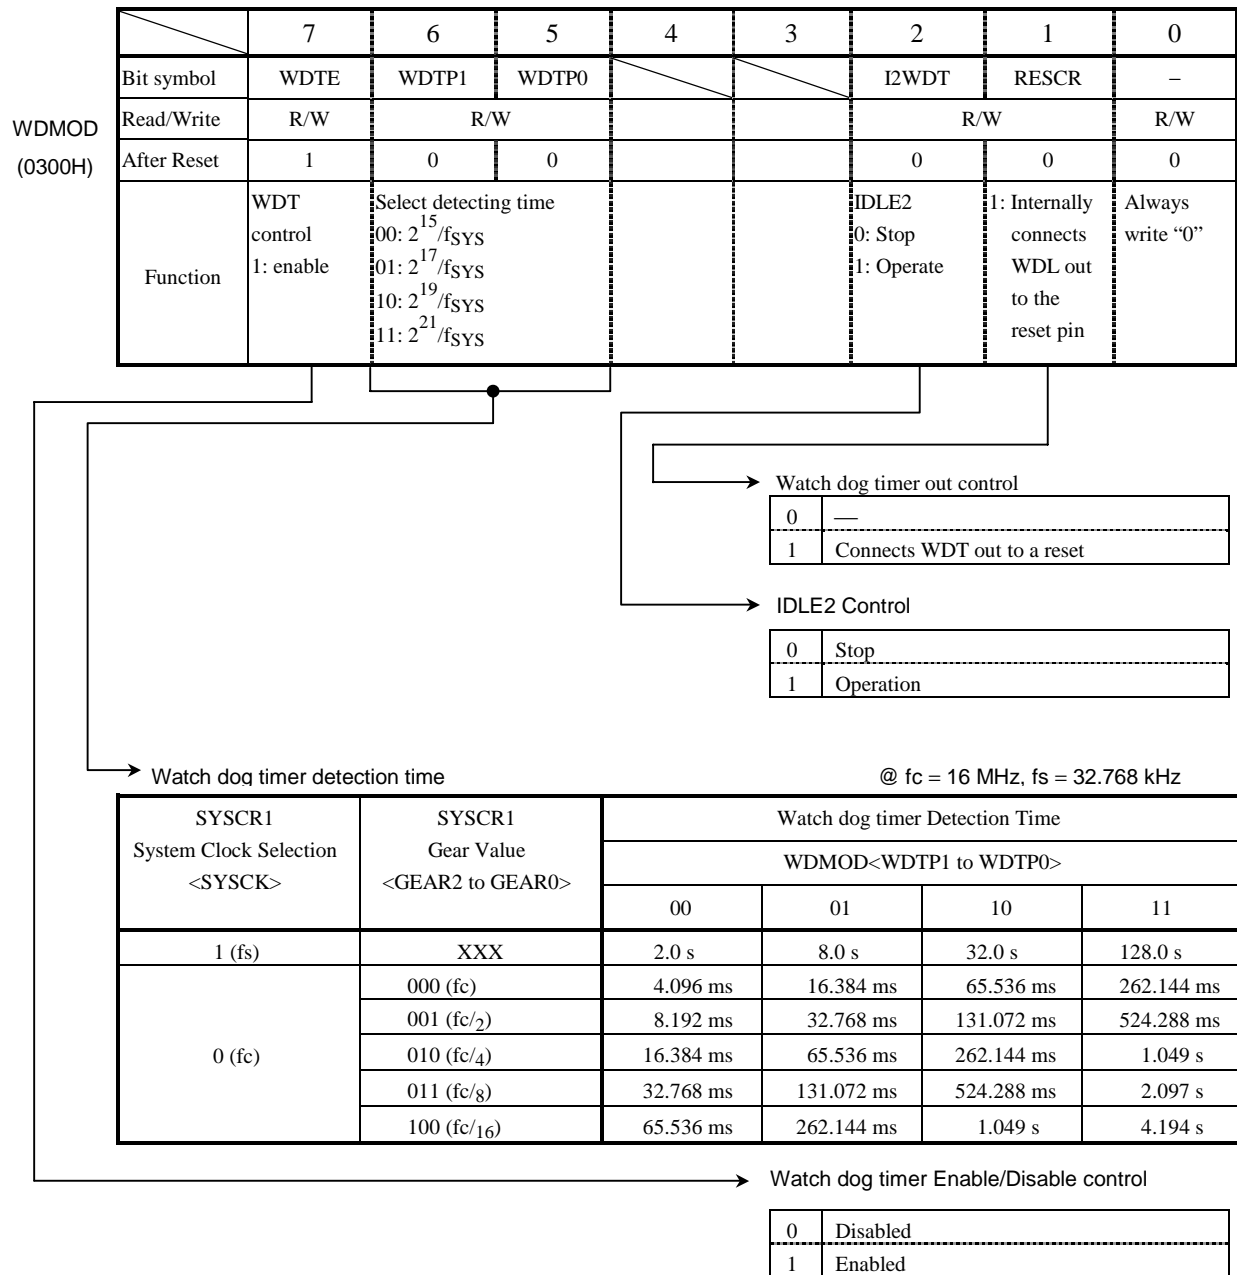 7 6 5 4 3 2 1 0
Bit symbol WDTE WDTP1 WDTP0 I2WDT RESCR –
WDMOD
(0300H)
Read/Write R/W R/W R/W R/W
After Reset 1 0 0 0 0 0
Function
WDT
control
1: enable
Select detecting time
00: 2^15/fSYS
01: 2^17/fSYS
10: 2^19/fSYS
11: 2^21/fSYS
IDLE2
0: Stop
1: Operate
1: Internally
connects
WDL out
to the
reset pin
Always
write “0”
Watch dog timer out control
0 —
1 Connects WDT out to a reset
IDLE2 Control
0 Stop
1 Operation
Watch dog timer detection time @ fc = 16 MHz, fs = 32.768 kHz
SYSCR1
System Clock Selection
<SYSCK>
SYSCR1
Gear Value
<GEAR2 to GEAR0>
Watch dog timer Detection Time
WDMOD<WDTP1 to WDTP0>
00 01 10 11
1 (fs) XXX 2.0 s 8.0 s 32.0 s 128.0 s
0 (fc)
000 (fc) 4.096 ms 16.384 ms 65.536 ms 262.144 ms
001 (fc/2) 8.192 ms 32.768 ms 131.072 ms 524.288 ms
010 (fc/4) 16.384 ms 65.536 ms 262.144 ms 1.049 s
011 (fc/8) 32.768 ms 131.072 ms 524.288 ms 2.097 s
100 (fc/16) 65.536 ms 262.144 ms 1.049 s 4.194 s
Watch dog timer Enable/Disable control
0 Disabled
1 Enabled